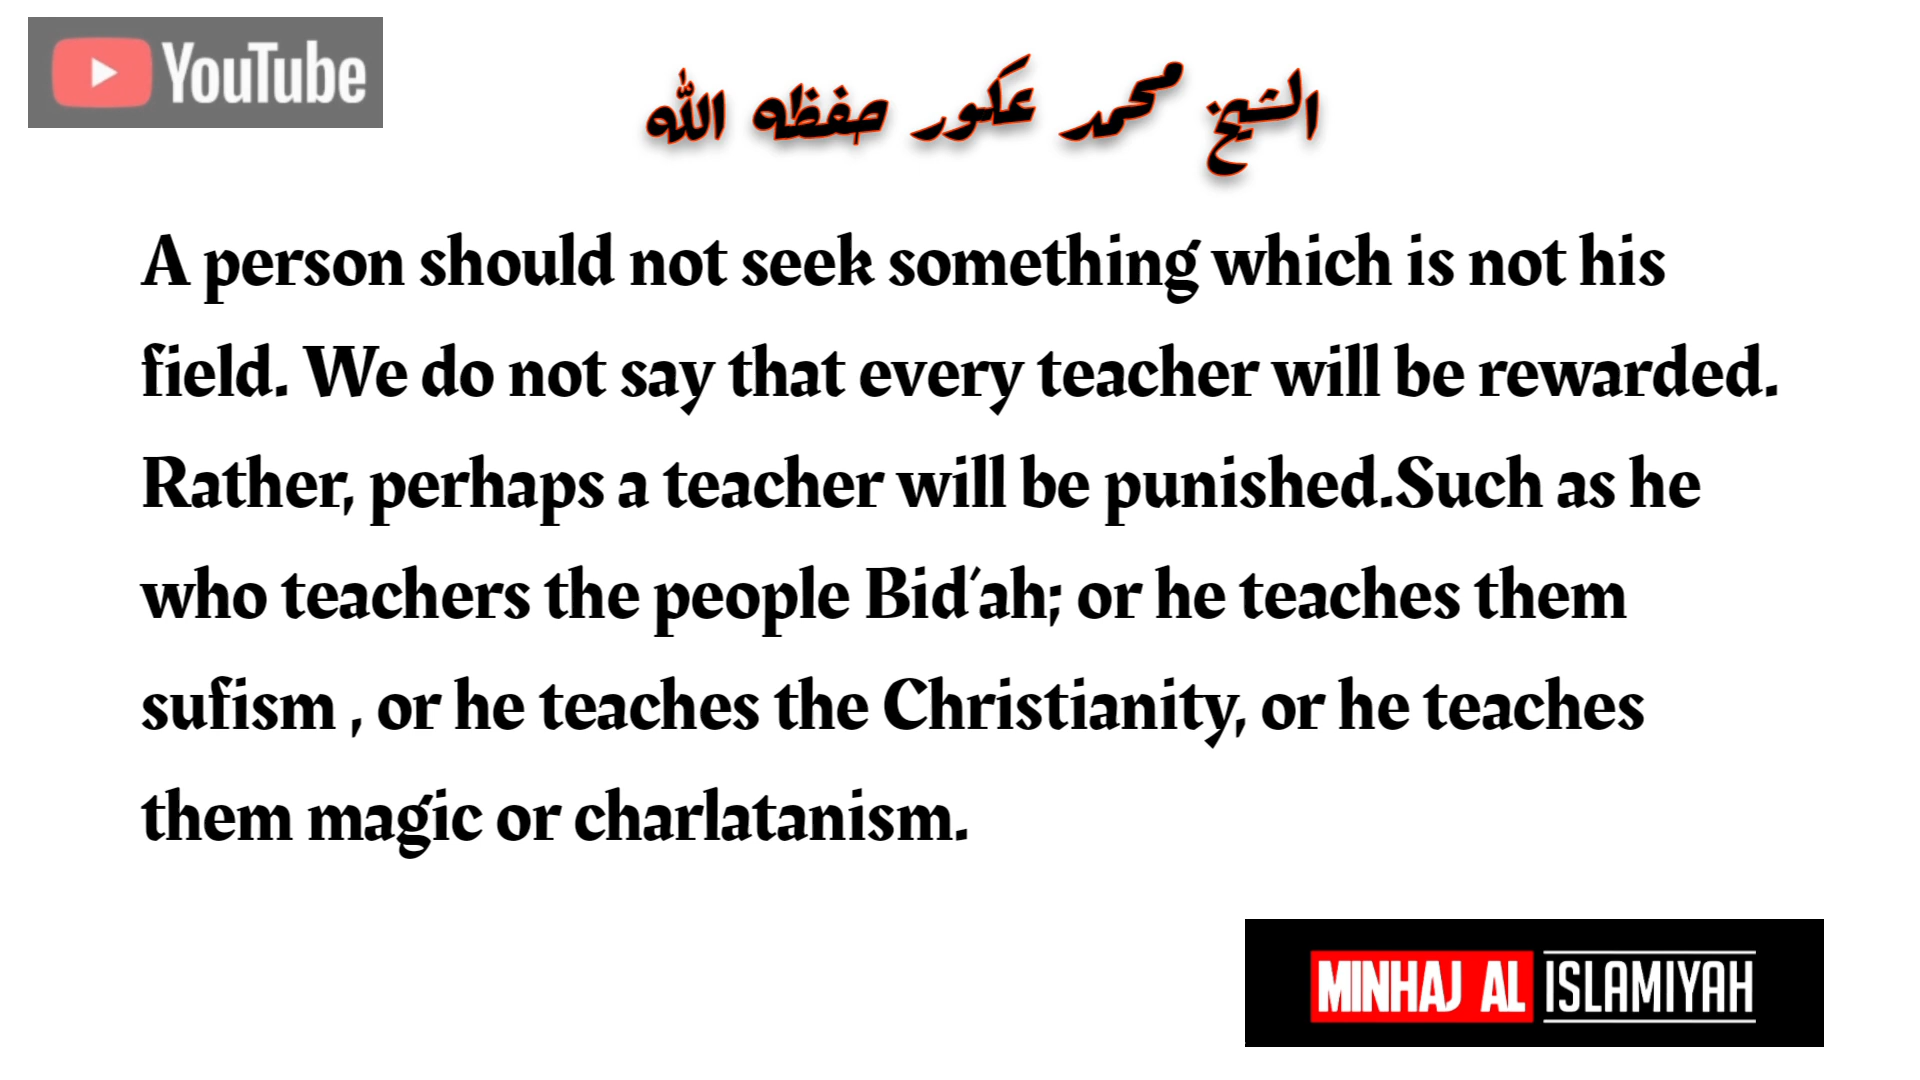 YouTube
الشيخ محمد عكور حفظه الله
A person should not seek something which is not his
field. We do not say that every teacher will be rewarded.
Rather, perhaps a teacher will be punished.Such as he
who teachers the people Bid'ah; or he teaches them
sufism , or he teaches the Christianity, or he teaches
them magic or charlatanism.
MINHAJ AL ISLAMIYAH